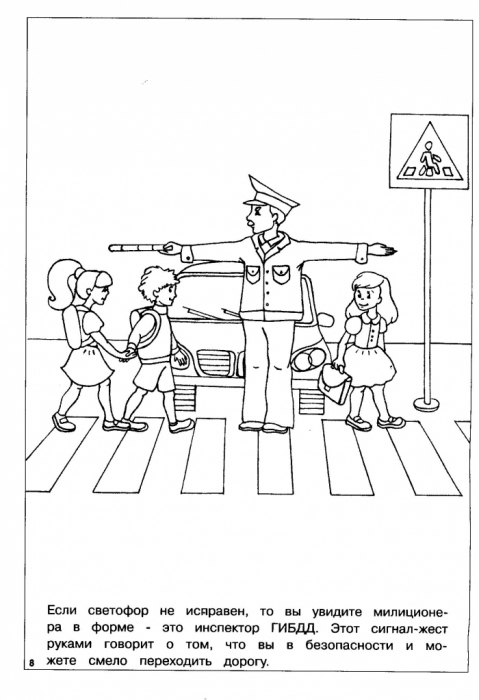 Если светофор не исправен, то вы увидите милиционе-
ра в форме - это инспектор ГИБДД. Этот сигнал-жест
руками говорит о том, что вы в безопасности и мо-
жете смело переходить дорогу.
8